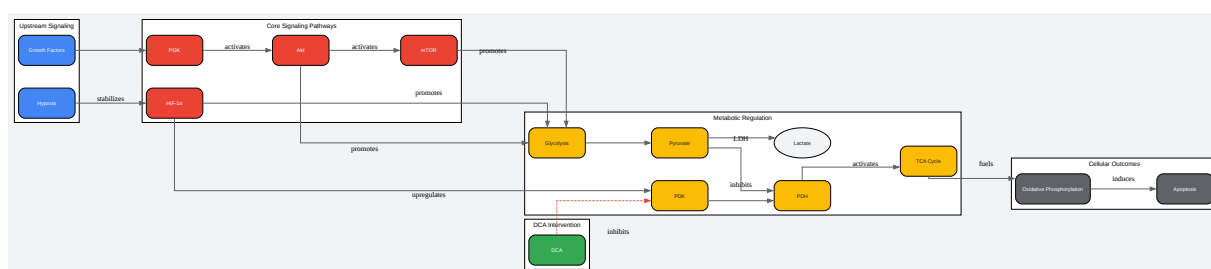 Upstream Signaling
Core Signaling Pathways
Growth Factors
PI3K
activates
Akt
activates
mTOR
promotes
Hypoxia
stabilizes
HIF-1α
promotes
Metabolic Regulation
Glycolysis
Pyruvate
LDH
Lactate
promotes
activates
TCA Cycle
fuels
Cellular Outcomes
upregulates
PDK
inhibits
PDH
Oxidative Phosphorylation
induces
Apoptosis
DCA Intervention
inhibits
DCA